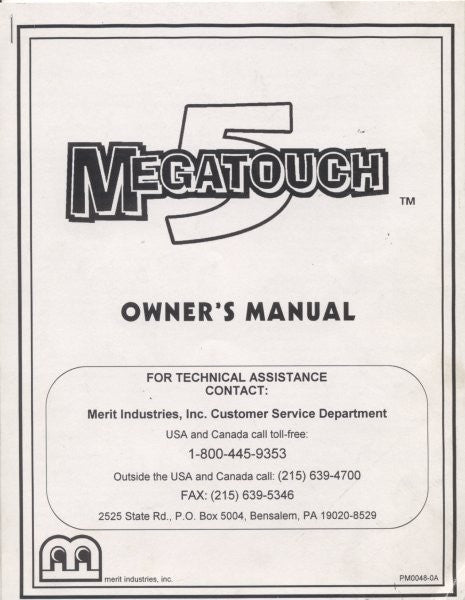 5
MEGATOUCH
™
OWNER'S MANUAL
FOR TECHNICAL ASSISTANCE
CONTACT:
Merit Industries, Inc. Customer Service Department
USA and Canada call toll-free:
1-800-445-9353
Outside the USA and Canada call: (215) 639-4700
FAX: (215) 639-5346
2525 State Rd., P.O. Box 5004, Bensalem, PA 19020-8529
m
merit industries, inc.
PM0048-0A